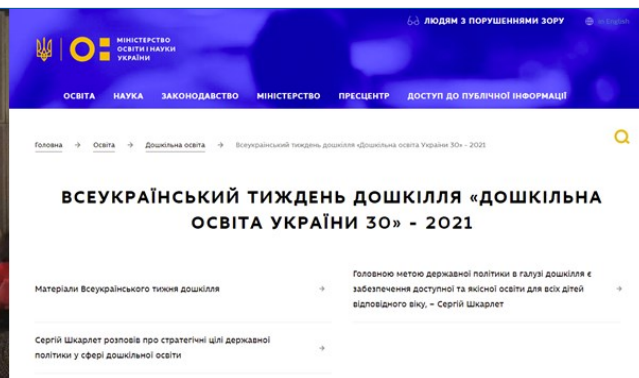 ЛЮДЯМ З ПОРУШЕННЯМИ ЗОРУ
In English
МІНІСТЕРСТВО
ОСВІТИ І НАУКИ
УКРАЇНИ
ОСВІТА НАУКА ЗАКОНОДАВСТВО МІНІСТЕРСТВО ПРЕСЦЕНТР ДОСТУП ДО ПУБЛІЧНОЇ ІНФОРМАЦІЇ
Головна → Освіта → Дошкільна освіта → Всеукраїнський тиждень дошкілля «Дошкільна освіта України 30» – 2021
ВСЕУКРАЇНСЬКИЙ ТИЖДЕНЬ ДОШКІЛЛЯ «ДОШКІЛЬНА
ОСВІТА УКРАЇНИ 30» - 2021
Матеріали Всеукраїнського тижня дошкілля →
Головною метою державної політики в галузі дошкілля є
забезпечення доступної та якісної освіти для всіх дітей →
відповідного віку, – Сергій Шкарлет
Сергій Шкарлет розповів про стратегічні цілі державної
політики у сфері дошкільної освіти →